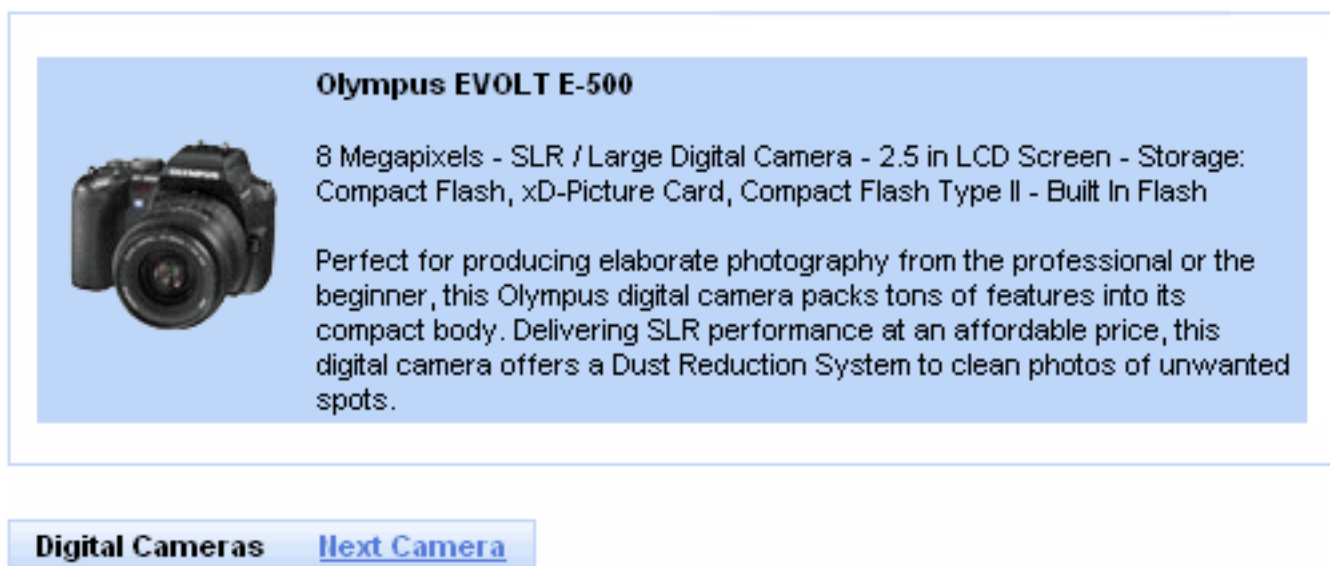 Olympus EVOLT E-500
8 Megapixels - SLR / Large Digital Camera - 2.5 in LCD Screen - Storage:
Compact Flash, xD-Picture Card, Compact Flash Type II - Built In Flash
Perfect for producing elaborate photography from the professional or the
beginner, this Olympus digital camera packs tons of features into its
compact body. Delivering SLR performance at an affordable price, this
digital camera offers a Dust Reduction System to clean photos of unwanted
spots.
OLYMPUS
Digital Cameras Next Camera